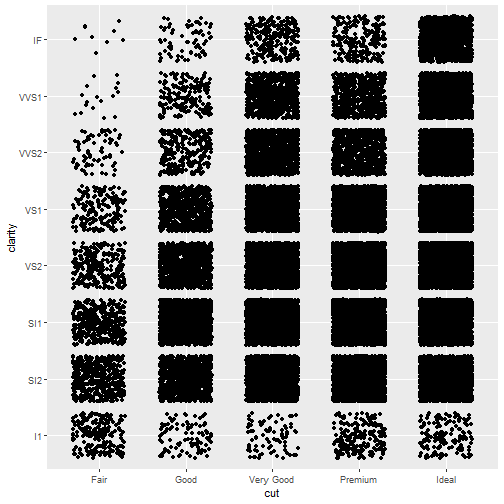 IF
VVS1
VVS2
VS1
VS2
SI1
SI2
I1
clarity
Fair Good Very Good Premium Ideal
cut